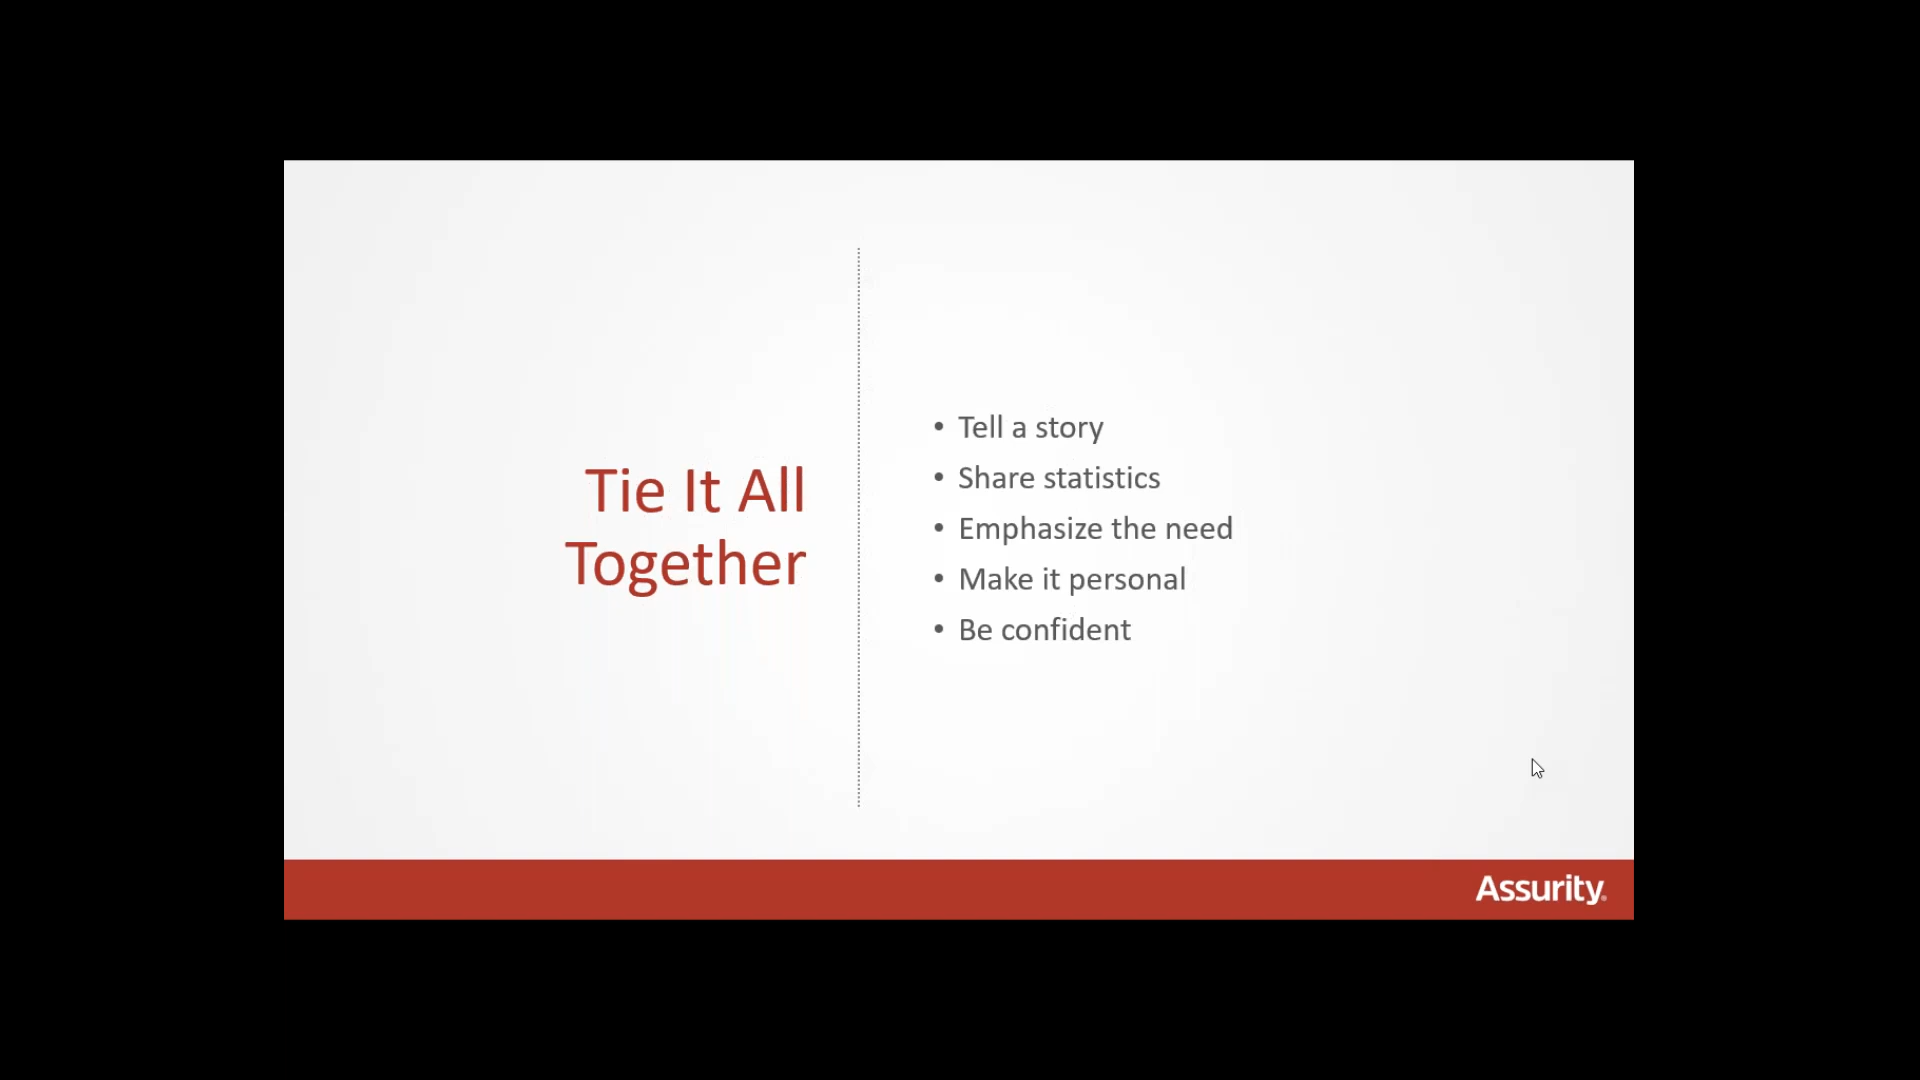 Tie It All
Together
• Tell a story
• Share statistics
• Emphasize the need
• Make it personal
• Be confident
Assurity®